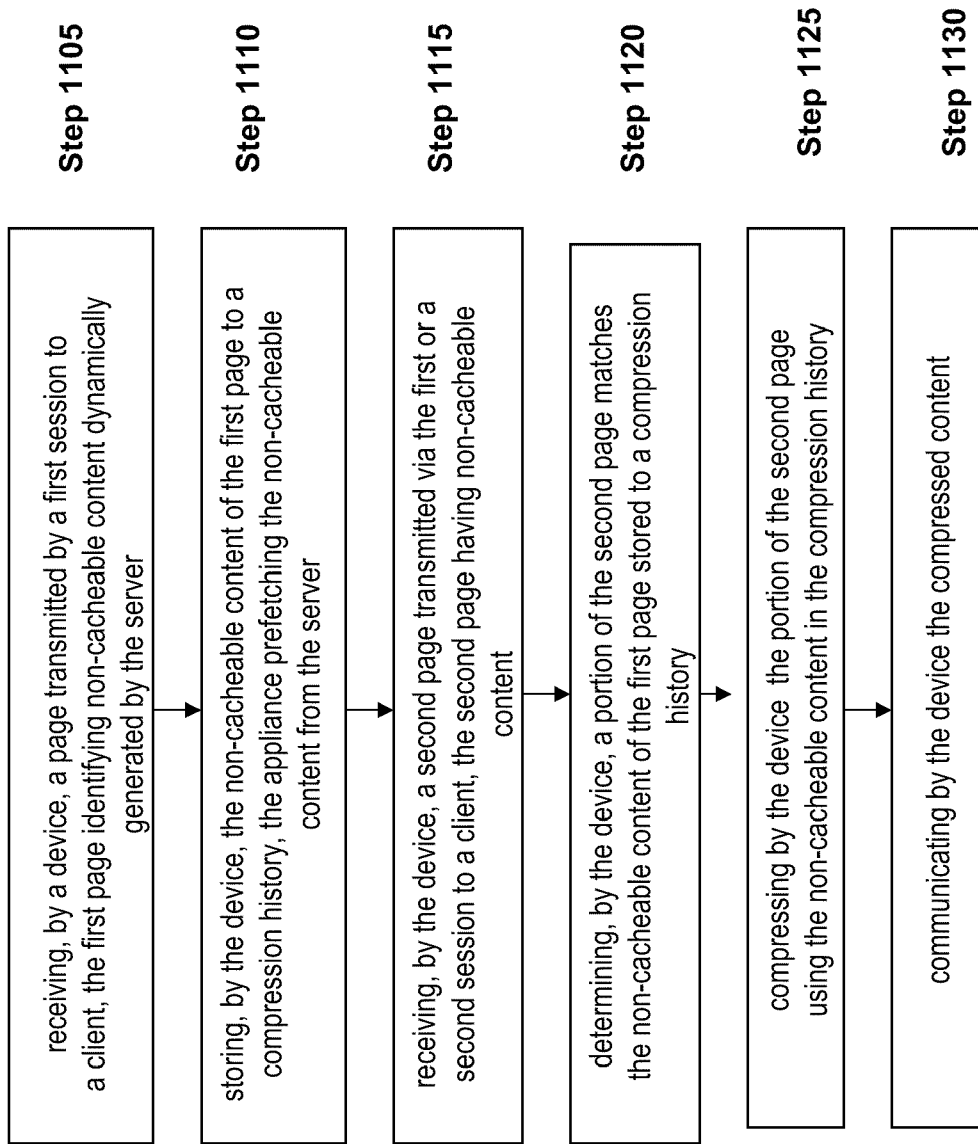 receiving, by a device, a page transmitted by a first session to
a client, the first page identifying non-cacheable content dynamically
generated by the server
Step 1105
storing, by the device, the non-cacheable content of the first page to a
compression history, the appliance prefetching the non-cacheable
content from the server
Step 1110
receiving, by the device, a second page transmitted via the first or a
second session to a client, the second page having non-cacheable
content
Step 1115
determining, by the device, a portion of the second page matches
the non-cacheable content of the first page stored to a compression
history
Step 1120
compressing by the device the portion of the second page
using the non-cacheable content in the compression history
Step 1125
communicating by the device the compressed content
Step 1130